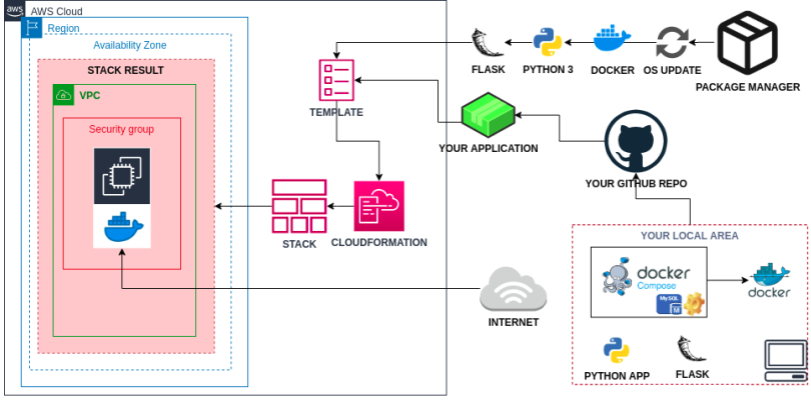 aws
AWS Cloud
Region
Availability Zone
STACK RESULT
VPC
Security group
TEMPLATE
FLASK
PYTHON 3
DOCKER
OS UPDATE
PACKAGE MANAGER
YOUR APPLICATION
YOUR GITHUB REPO
STACK
CLOUDFORMATION
INTERNET
YOUR LOCAL AREA
docker
Compose
MySQL
M
docker
PYTHON APP
FLASK